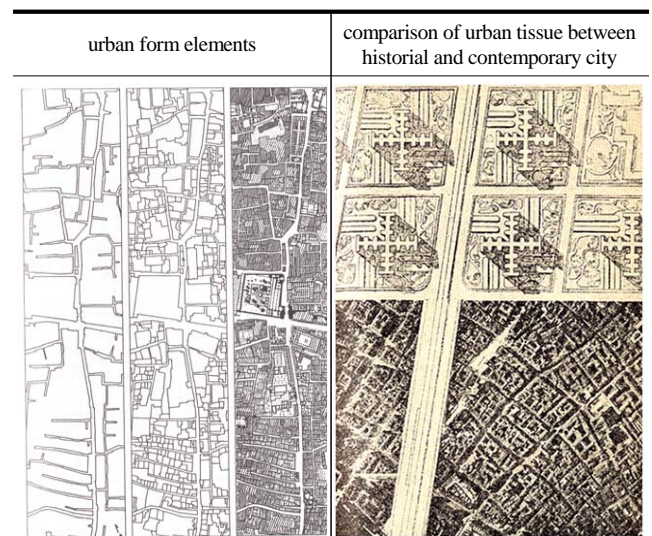 urban form elements
comparison of urban tissue between
historial and contemporary city